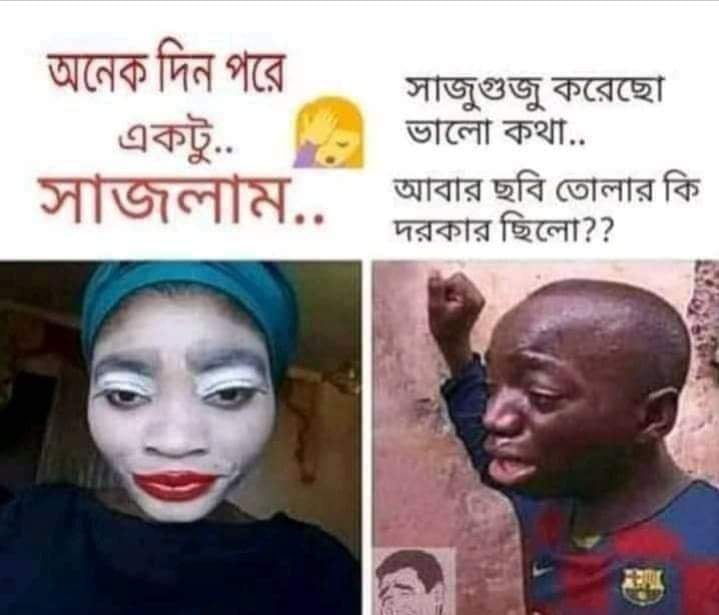 অনেক দিন পরে
একটু..
সাজলাম..
সাজুগুজু করেছো
ভালো কথা..
আবার ছবি তোলার কি
দরকার ছিলো??